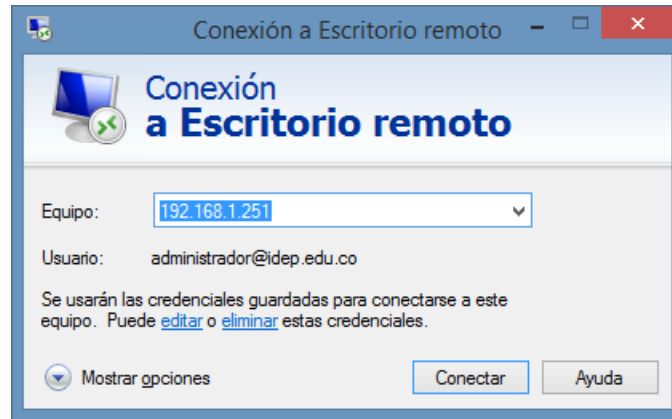 Conexión a Escritorio remoto
Conexión
a Escritorio remoto
Equipo: 192.168.1.251
Usuario: administrador@idep.edu.co
Se usarán las credenciales guardadas para conectarse a este
equipo. Puede editar o eliminar estas credenciales.
Mostrar opciones Conectar Ayuda